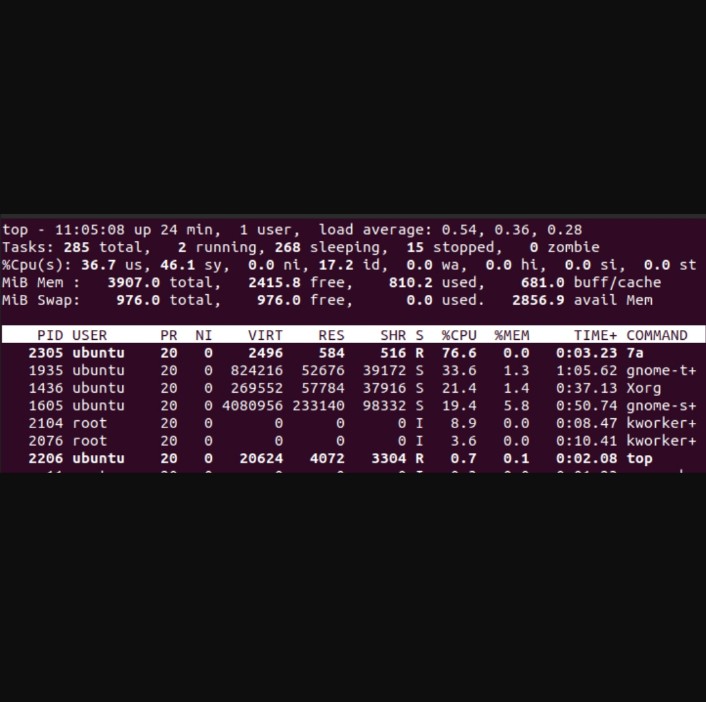 top - 11:05:08 up 24 min,  1 user,  load average: 0.54, 0.36, 0.28
Tasks: 285 total,   2 running, 268 sleeping,  15 stopped,   0 zombie
%Cpu(s): 36.7 us, 46.1 sy,  0.0 ni, 17.2 id,  0.0 wa,  0.0 hi,  0.0 si,  0.0 st
MiB Mem :   3907.0 total,   2415.8 free,    810.2 used,    681.0 buff/cache
MiB Swap:    976.0 total,    976.0 free,      0.0 used.   2856.9 avail Mem
PID USER      PR  NI    VIRT    RES    SHR S  %CPU  %MEM     TIME+ COMMAND
2305 ubuntu    20   0    2496    584    516 R  76.6   0.0   0:03.23 7a
1935 ubuntu    20   0  824216  52676  39172 S  33.6   1.3   1:05.62 gnome-t+
1436 ubuntu    20   0  269552  57784  37916 S  21.4   1.4   0:37.13 Xorg
1605 ubuntu    20   0 4080956 233140  98332 S  19.4   5.8   0:50.74 gnome-s+
2104 root      20   0       0      0      0 I   8.9   0.0   0:08.47 kworker+
2076 root      20   0       0      0      0 I   3.6   0.0   0:10.41 kworker+
2206 ubuntu    20   0   20624   4072   3304 R   0.7   0.1   0:02.08 top